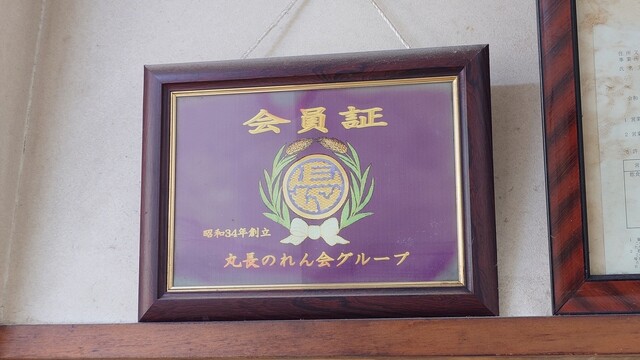 会員証
昭和34年創立
丸長のれん会グループ